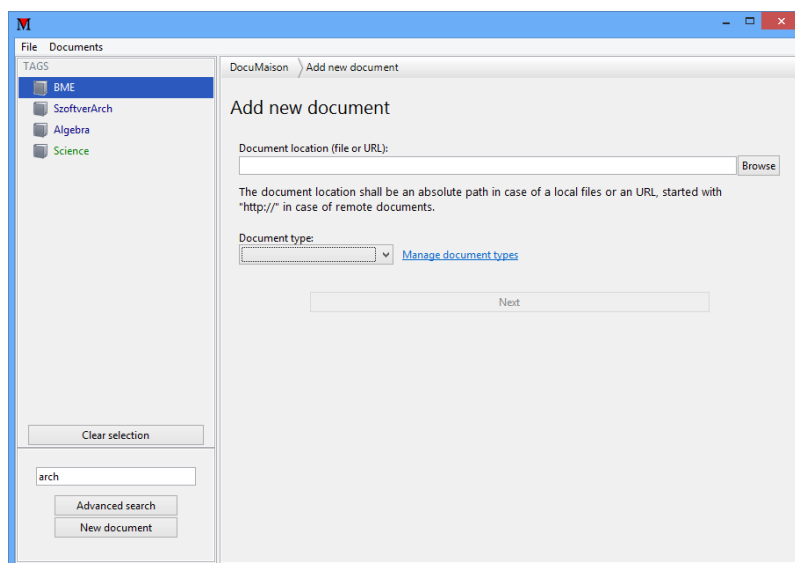 M
File Documents
TAGS
BME
SzoftverArch
Algebra
Science
Clear selection
arch
Advanced search
New document
DocuMaison Add new document
Add new document
Document location (file or URL):
Browse
The document location shall be an absolute path in case of a local files or an URL, started with
"http://" in case of remote documents.
Document type:
Manage document types
Next